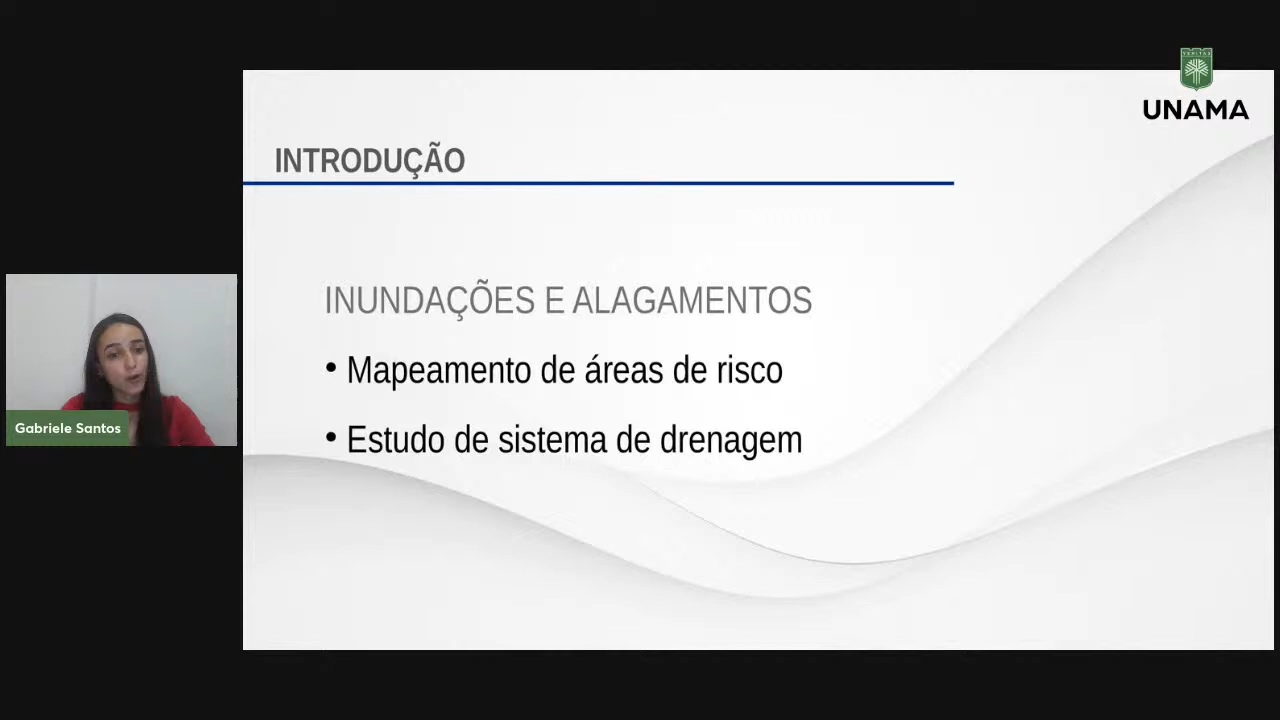 UNAMA
INTRODUÇÃO
INUNDAÇÕES E ALAGAMENTOS
• Mapeamento de áreas de risco
• Estudo de sistema de drenagem
Gabriele Santos